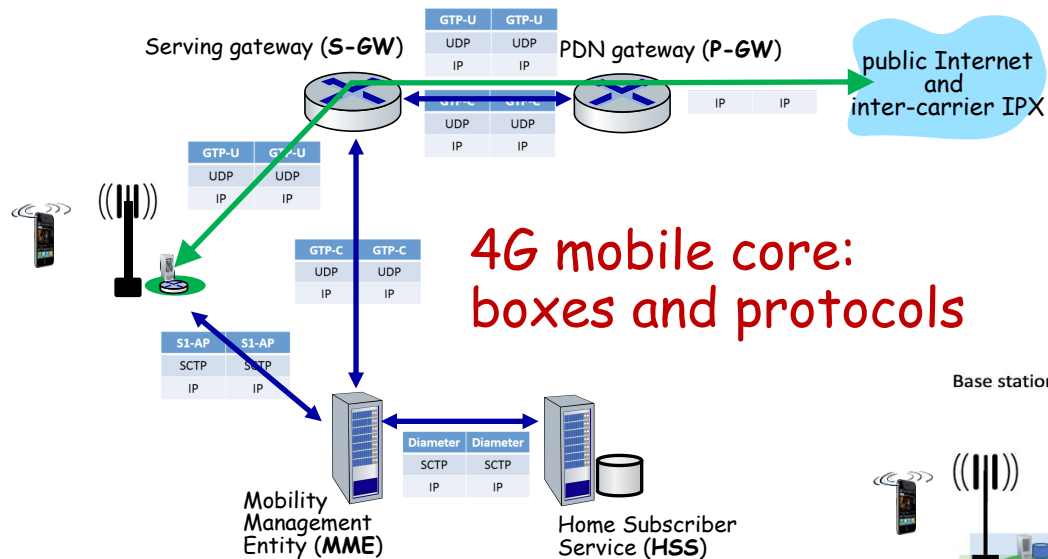 GTP-U GTP-U
UDP UDP
IP IP
Serving gateway (S-GW)
PDN gateway (P-GW)
public Internet
and
inter-carrier IPX
GTP-C GTP-C
UDP UDP
IP IP
IP IP
GTP-U GTP-U
UDP UDP
IP IP
GTP-C GTP-C
UDP UDP
IP IP
4G mobile core:
boxes and protocols
S1-AP S1-AP
SCTP SCTP
IP IP
Base station
Diameter Diameter
SCTP SCTP
IP IP
Mobility
Management
Entity (MME)
Home Subscriber
Service (HSS)